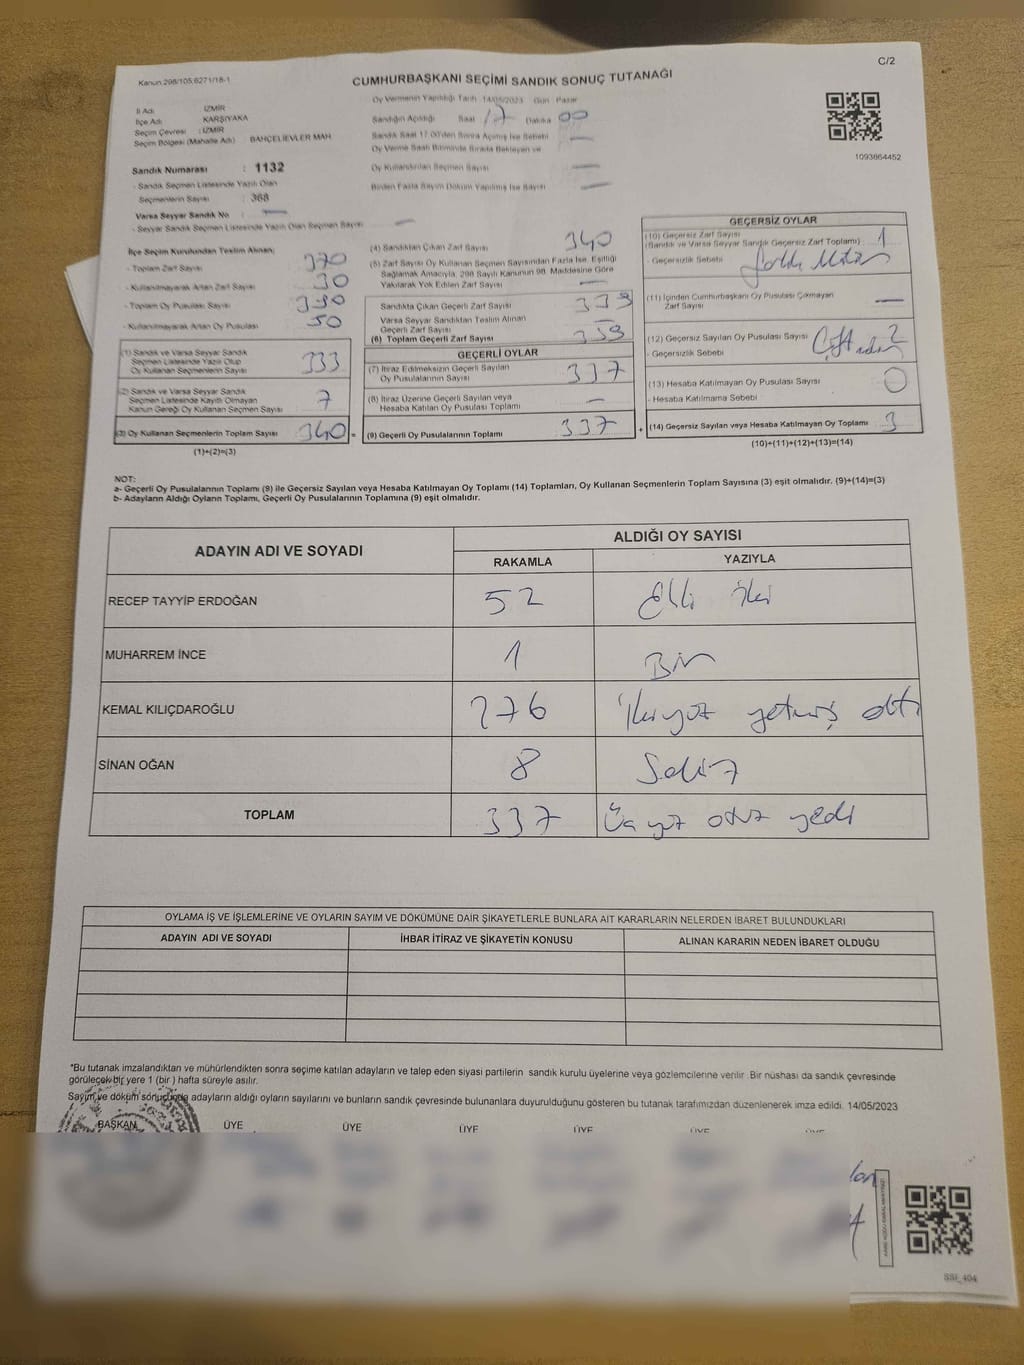 Kanun 298/105;6271/18-1
CUMHURBAŞKANI SEÇİMİ SANDIK SONUÇ TUTANAĞI
C/2
İl Adı : İZMİR
İlçe Adı : KARŞIYAKA
Seçim Çevresi : İZMİR
Seçim Bölgesi (Mahalle Adı) : BAHÇELİEVLER MAH.
Sandık Numarası : 1132
- Sandık Seçmen Listesinde Yazılı Olan
Seçmenlerin Sayısı : 368
Varsa Seyyar Sandık No : —
- Seyyar Sandık Seçmen Listesinde Yazılı Olan Seçmen Sayısı —
Oy Vermenin Yapıldığı Tarih 14/05/2023 Gün Pazar
Sandığın Açıldığı Saat 17 Dakika 00
Sandık Saat 17.00'den Sonra Açılmış İse Sebebi —
Oy Verme Saati Bitiminde Sırada Bekleyen ve
Oy Kullandırılan Seçmen Sayısı —
Birden Fazla Sayım Döküm Yapılmış İse Sayısı —
1093864452
İlçe Seçim Kurulundan Teslim Alınan;
- Toplam Zarf Sayısı 370
- Kullanılmayarak Artan Zarf Sayısı 30
- Toplam Oy Pusulası Sayısı 390
- Kullanılmayarak Artan Oy Pusulası 50
(1) Sandık ve Varsa Seyyar Sandık
Seçmen Listesinde Yazılı Olup
Oy Kullanan Seçmenlerin Sayısı 333
(2) Sandık ve Varsa Seyyar Sandık
Seçmen Listesinde Kayıtlı Olmayan
Kanun Gereği Oy Kullanan Seçmen Sayısı 7
(3) Oy Kullanan Seçmenlerin Toplam Sayısı 340 =
(1)+(2)=(3)
(4) Sandıktan Çıkan Zarf Sayısı 340
(5) Zarf Sayısı Oy Kullanan Seçmen Sayısından Fazla İse, Eşitliği
Sağlamak Amacıyla, 298 Sayılı Kanunun 98. Maddesine Göre
Yakılarak Yok Edilen Zarf Sayısı —
Sandıkta Çıkan Geçerli Zarf Sayısı 339
Varsa Seyyar Sandıktan Teslim Alınan
Geçerli Zarf Sayısı
(6) Toplam Geçerli Zarf Sayısı 339
GEÇERLİ OYLAR
(7) İtiraz Edilmeksizin Geçerli Sayılan
Oy Pusulalarının Sayısı 337
(8) İtiraz Üzerine Geçerli Sayılan veya
Hesaba Katılan Oy Pusulası Toplamı —
(9) Geçerli Oy Pusulalarının Toplamı 337 +
GEÇERSİZ OYLAR
(10) Geçersiz Zarf Sayısı
(Sandık ve Varsa Seyyar Sandık Geçersiz Zarf Toplamı) 1
- Geçersizlik Sebebi
(11) İçinden Cumhurbaşkanı Oy Pusulası Çıkmayan
Zarf Sayısı —
(12) Geçersiz Sayılan Oy Pusulası Sayısı 2
- Geçersizlik Sebebi Çift
(13) Hesaba Katılmayan Oy Pusulası Sayısı 0
- Hesaba Katılmama Sebebi
(14) Geçersiz Sayılan veya Hesaba Katılmayan Oy Toplamı 3
(10)+(11)+(12)+(13)=(14)
NOT:
a- Geçerli Oy Pusulalarının Toplamı (9) ile Geçersiz Sayılan veya Hesaba Katılmayan Oy Toplamı (14) Toplamları, Oy Kullanan Seçmenlerin Toplam Sayısına (3) eşit olmalıdır. (9)+(14)=(3)
b- Adayların Aldığı Oyların Toplamı, Geçerli Oy Pusulalarının Toplamına (9) eşit olmalıdır.
ADAYIN ADI VE SOYADI
ALDIĞI OY SAYISI
RAKAMLA YAZIYLA
RECEP TAYYİP ERDOĞAN 52 Elli iki
MUHARREM İNCE 1 Bir
KEMAL KILIÇDAROĞLU 276 İkiyüz yetmiş altı
SİNAN OĞAN 8 Sekiz
TOPLAM 337 Üç yüz otuz yedi
OYLAMA İŞ VE İŞLEMLERİNE VE OYLARIN SAYIM VE DÖKÜMÜNE DAİR ŞİKAYETLERLE BUNLARA AİT KARARLARIN NELERDEN İBARET BULUNDUKLARI
ADAYIN ADI VE SOYADI İHBAR İTİRAZ VE ŞİKAYETİN KONUSU ALINAN KARARIN NEDEN İBARET OLDUĞU
*Bu tutanak imzalandıktan ve mühürlendikten sonra seçime katılan adayların ve talep eden siyasi partilerin sandık kurulu üyelerine veya gözlemcilerine verilir. Bir nüshası da sandık çevresinde
görülecek bir yere 1 (bir ) hafta süreyle asılır.
Sayım ve döküm sonucunda adayların aldığı oyların sayılarını ve bunların sandık çevresinde bulunanlara duyurulduğunu gösteren bu tutanak tarafımızdan düzenlenerek imza edildi. 14/05/2023
BAŞKAN ÜYE ÜYE ÜYE ÜYE ÜYE ÜYE
SSI_404